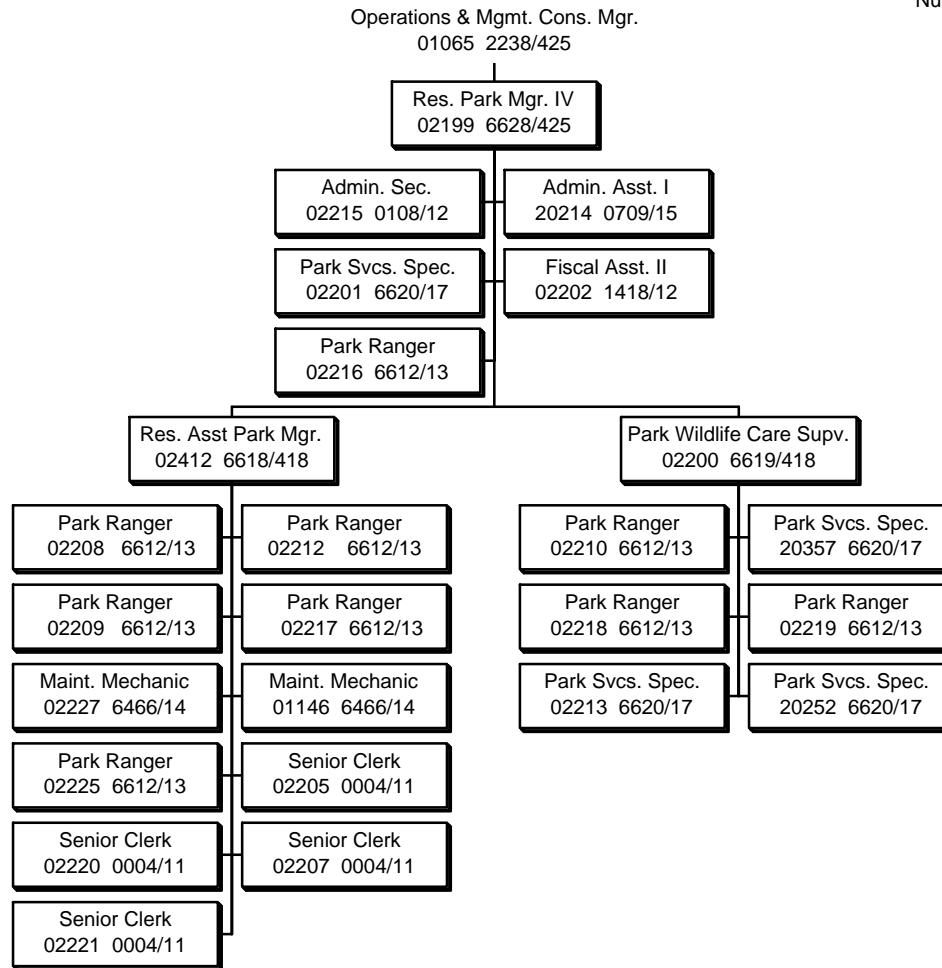 Nu
Operations & Mgmt. Cons. Mgr.
01065 2238/425
Res. Park Mgr. IV
02199 6628/425
Admin. Sec.
02215 0108/12
Admin. Asst. I
20214 0709/15
Park Svcs. Spec.
02201 6620/17
Fiscal Asst. II
02202 1418/12
Park Ranger
02216 6612/13
Res. Asst Park Mgr.
02412 6618/418
Park Wildlife Care Supv.
02200 6619/418
Park Ranger
02208 6612/13
Park Ranger
02212 6612/13
Park Ranger
02209 6612/13
Park Ranger
02217 6612/13
Maint. Mechanic
02227 6466/14
Maint. Mechanic
01146 6466/14
Park Ranger
02225 6612/13
Senior Clerk
02205 0004/11
Senior Clerk
02220 0004/11
Senior Clerk
02207 0004/11
Senior Clerk
02221 0004/11
Park Ranger
02210 6612/13
Park Svcs. Spec.
20357 6620/17
Park Ranger
02218 6612/13
Park Ranger
02219 6612/13
Park Svcs. Spec.
02213 6620/17
Park Svcs. Spec.
20252 6620/17